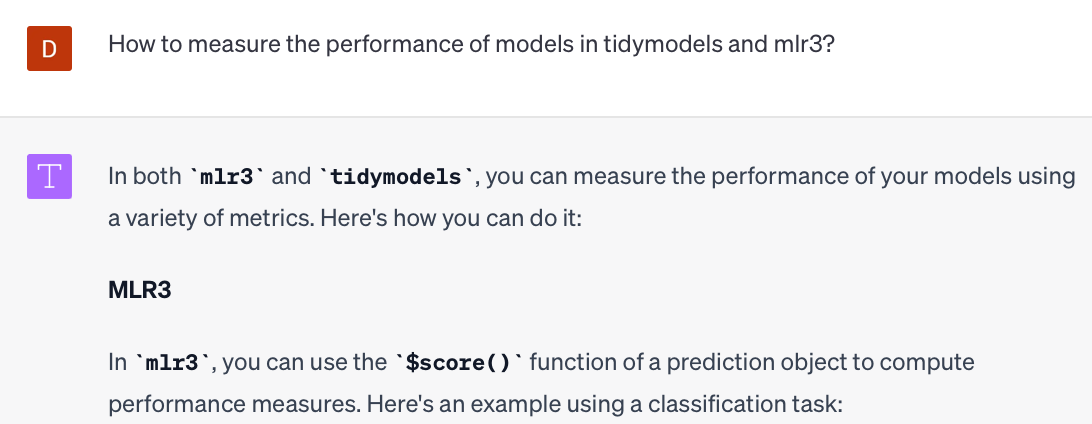 D
How to measure the performance of models in tidymodels and mlr3?
T
In both `mlr3` and `tidymodels`, you can measure the performance of your models using
a variety of metrics. Here's how you can do it:
MLR3
In `mlr3`, you can use the `$score()` function of a prediction object to compute
performance measures. Here's an example using a classification task: